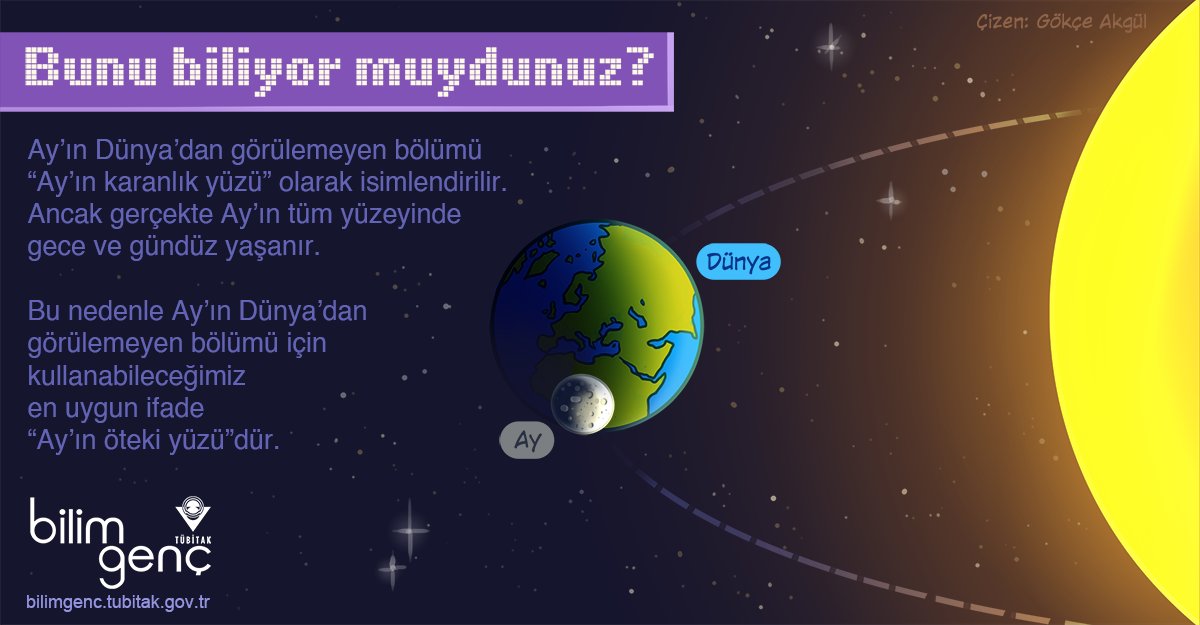 Çizen: Gökçe Akgül
Bunu biliyor muydunuz?
Ay’ın Dünya’dan görülemeyen bölümü
“Ay’ın karanlık yüzü” olarak isimlendirilir.
Ancak gerçekte Ay’ın tüm yüzeyinde
gece ve gündüz yaşanır.
Bu nedenle Ay’ın Dünya’dan
görülemeyen bölümü için
kullanabileceğimiz
en uygun ifade
“Ay’ın öteki yüzü”dür.
Dünya
Ay
bilim
genç
TÜBİTAK
bilimgenc.tubitak.gov.tr